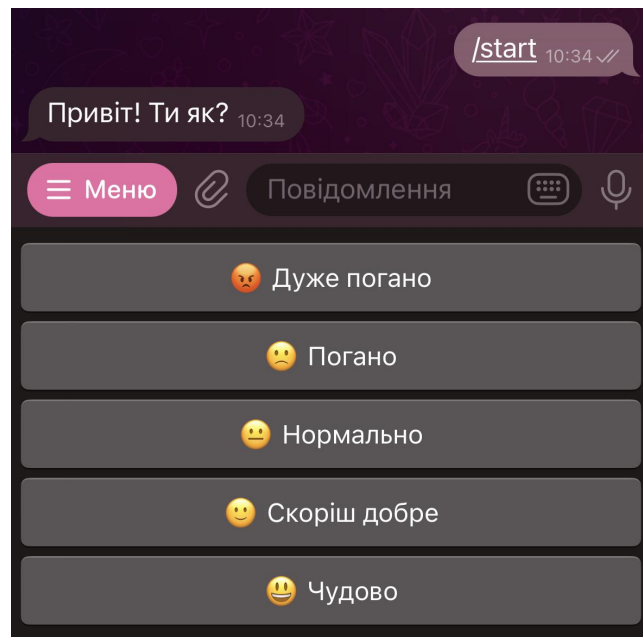 /start 10:34
Привіт! Ти як? 10:34
Меню Повідомлення
😡 Дуже погано
🙁 Погано
😐 Нормально
🙂 Скоріш добре
😃 Чудово